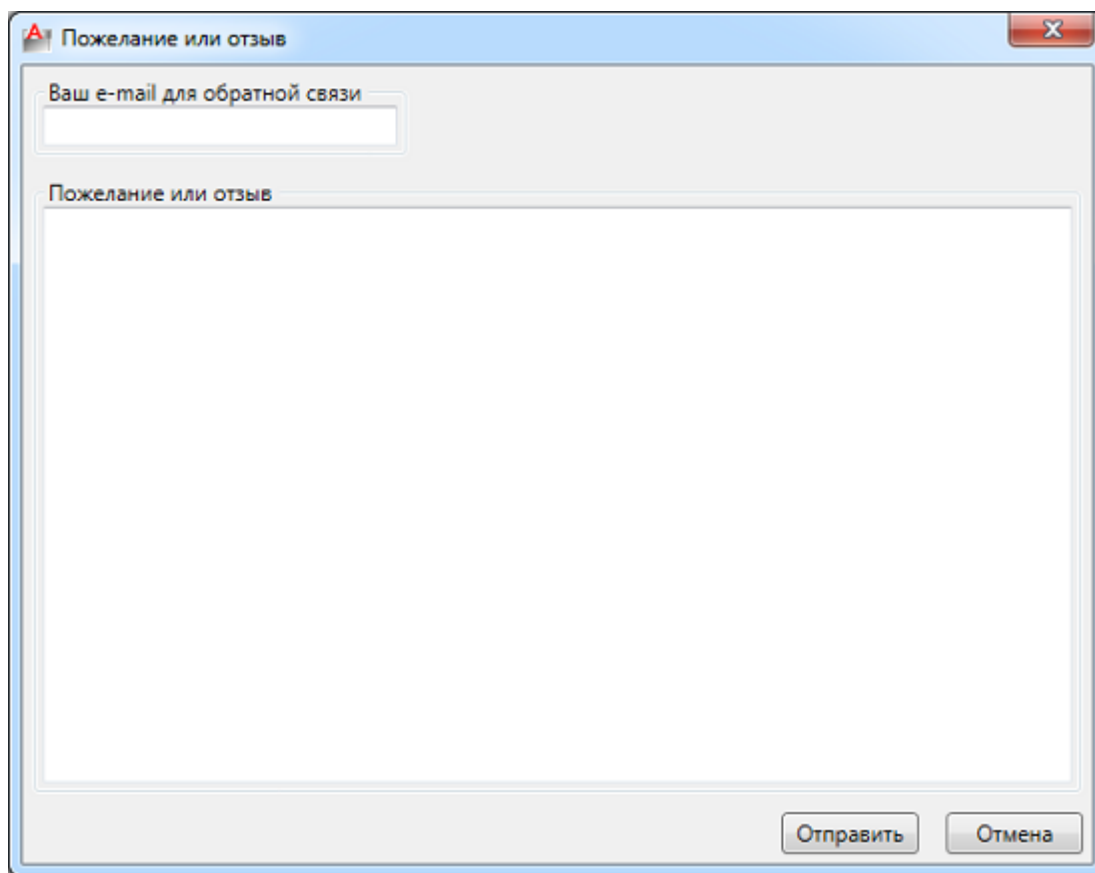 Пожелание или отзыв
Ваш e-mail для обратной связи
Пожелание или отзыв
Отправить Отмена